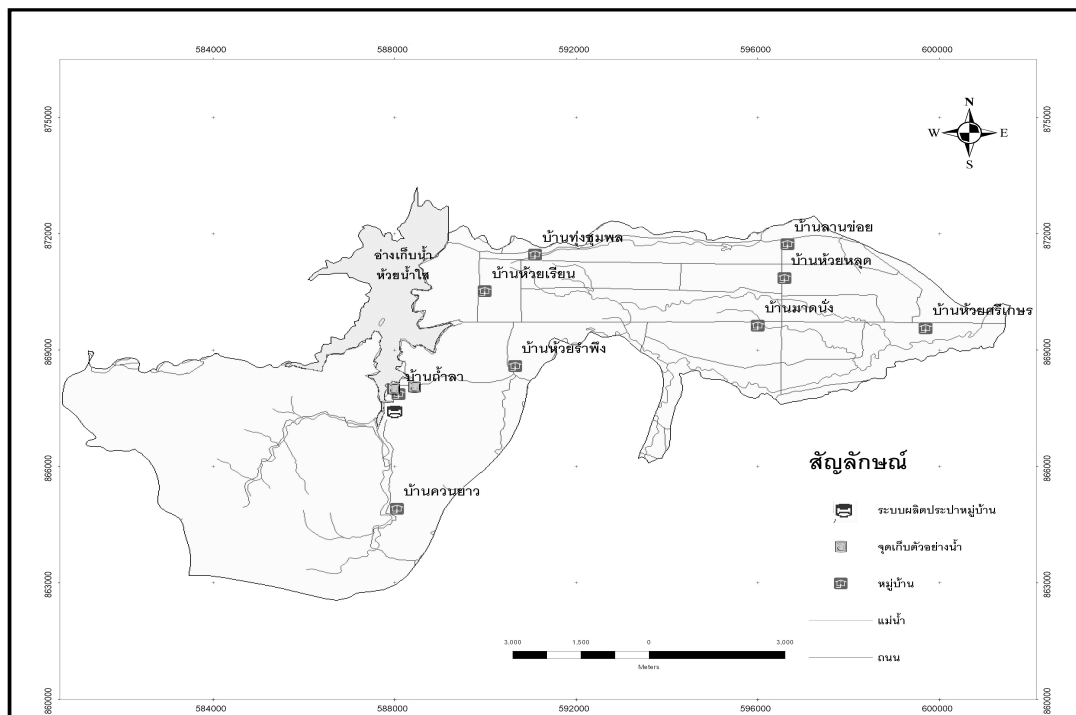 584000 588000 592000 596000 600000
875000 875000
N
W E
S
872000 872000
บ้านลานข่อย
บ้านทุ่งชุมพล
อ่างเก็บน้ำ
ห้วยน้ำใส
บ้านห้วยหลุด
บ้านห้วยเรียน
บ้านมาดนั่ง
บ้านห้วยศรีเกษร
869000 869000
บ้านห้วยรำพึง
บ้านถ้ำลา
866000 866000
สัญลักษณ์
บ้านควนยาว
ระบบผลิตประปาหมู่บ้าน
จุดเก็บตัวอย่างน้ำ
863000 863000
หมู่บ้าน
แม่น้ำ
3,000 1,500 0 3,000
Meters
ถนน
860000 860000
584000 588000 592000 596000 600000